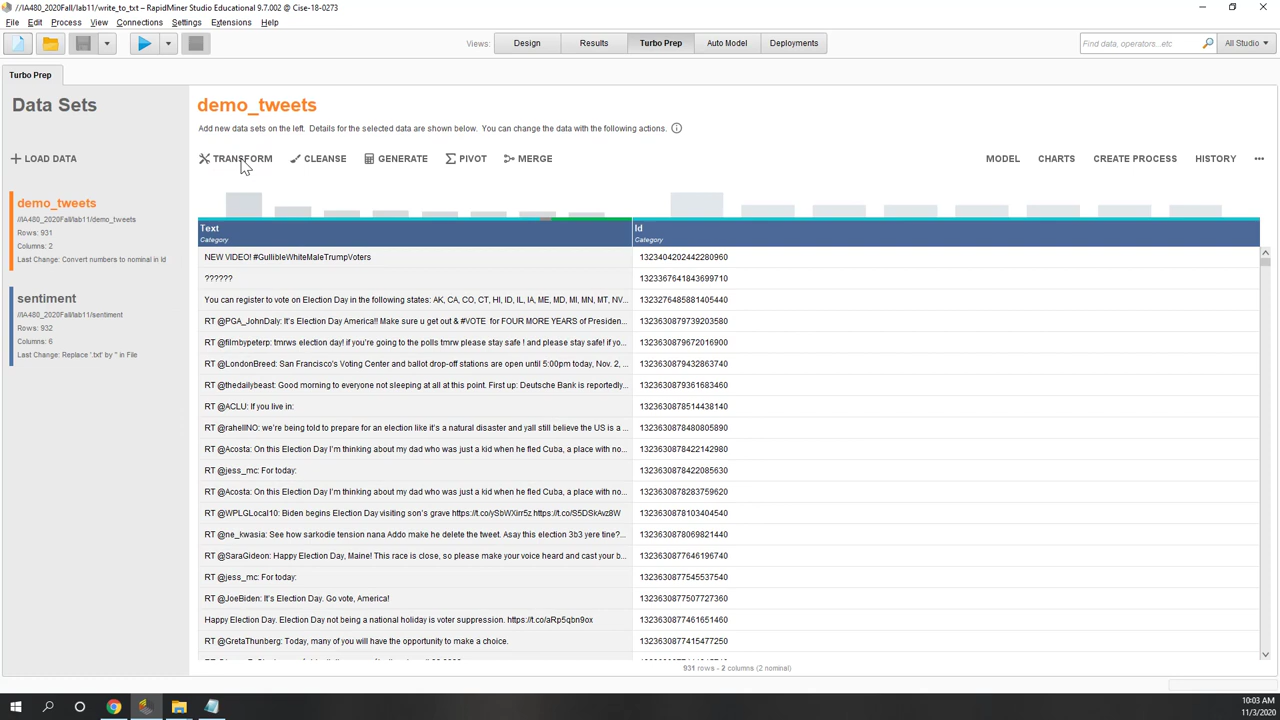 //IA480_2020Fall/lab11/write_to_txt – RapidMiner Studio Educational 9.7.002 @ Cise-18-0273
File Edit Process View Connections Settings Extensions Help
Views: Design Results Turbo Prep Auto Model Deployments Find data, operators...etc All Studio
Turbo Prep
Data Sets
demo_tweets
Add new data sets on the left. Details for the selected data are shown below. You can change the data with the following actions.
LOAD DATA
TRANSFORM CLEANSE GENERATE PIVOT MERGE MODEL CHARTS CREATE PROCESS HISTORY
demo_tweets
//IA480_2020Fall/lab11/demo_tweets
Rows: 931
Columns: 2
Last Change: Convert numbers to nominal in Id
sentiment
//IA480_2020Fall/lab11/sentiment
Rows: 932
Columns: 6
Last Change: Replace '.txt' by '' in File
Text Id
Category Category
NEW VIDEO! #GullibleWhiteMaleTrumpVoters 1323404202442280960
?????? 1323367641843699710
You can register to vote on Election Day in the following states: AK, CA, CO, CT, HI, ID, IL, IA, ME, MD, MI, MN, MT, NV... 1323276485881405440
RT @PGA_JohnDaly: It's Election Day America!! Make sure u get out & #VOTE for FOUR MORE YEARS of Presiden... 1323630879739203580
RT @filmbypeterp: tmrws election day! if you're going to the polls tmrw please stay safe ! and please stay safe! if yo... 1323630879672016900
RT @LondonBreed: San Francisco's Voting Center and ballot drop-off stations are open until 5:00pm today, Nov. 2, ... 1323630879432863740
RT @thedailybeast: Good morning to everyone not sleeping at all at this point. First up: Deutsche Bank is reportedly... 1323630879361683460
RT @ACLU: If you live in: 1323630878514438140
RT @rahellNO: we're being told to prepare for an election like it's a natural disaster and yall still believe the US is a ... 1323630878480805890
RT @Acosta: On this Election Day I'm thinking about my dad who was just a kid when he fled Cuba, a place with no... 1323630878422142980
RT @jess_mc: For today: 1323630878422085630
RT @Acosta: On this Election Day I'm thinking about my dad who was just a kid when he fled Cuba, a place with no... 1323630878283759620
RT @WPLGLocal10: Biden begins Election Day visiting son's grave https://t.co/ySbWXirr5z https://t.co/S5DSkAvz8W 1323630878103404540
RT @ne_kwasia: See how sarkodie tension nana Addo make he delete the tweet. Asay this election 3b3 yere tine?... 1323630878069821440
RT @SaraGideon: Happy Election Day, Maine! This race is close, so please make your voice heard and cast your b... 1323630877646196740
RT @jess_mc: For today: 1323630877545537540
RT @JoeBiden: It's Election Day. Go vote, America! 1323630877507727360
Happy Election Day. Election Day not being a national holiday is voter suppression. https://t.co/aRp5qbn9ox 1323630877461651460
RT @GretaThunberg: Today, many of you will have the opportunity to make a choice. 1323630877415477250
931 rows - 2 columns (2 nominal)
10:03 AM
11/3/2020